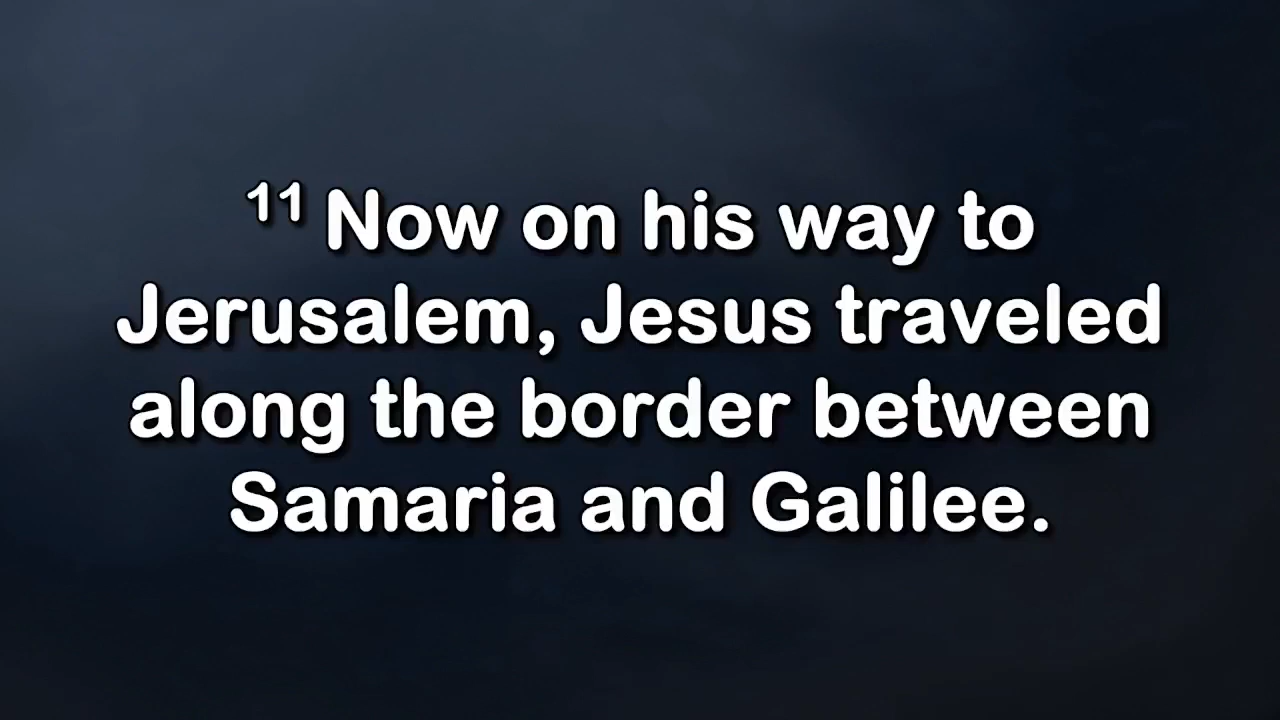 11 Now on his way to
Jerusalem, Jesus traveled
along the border between
Samaria and Galilee.